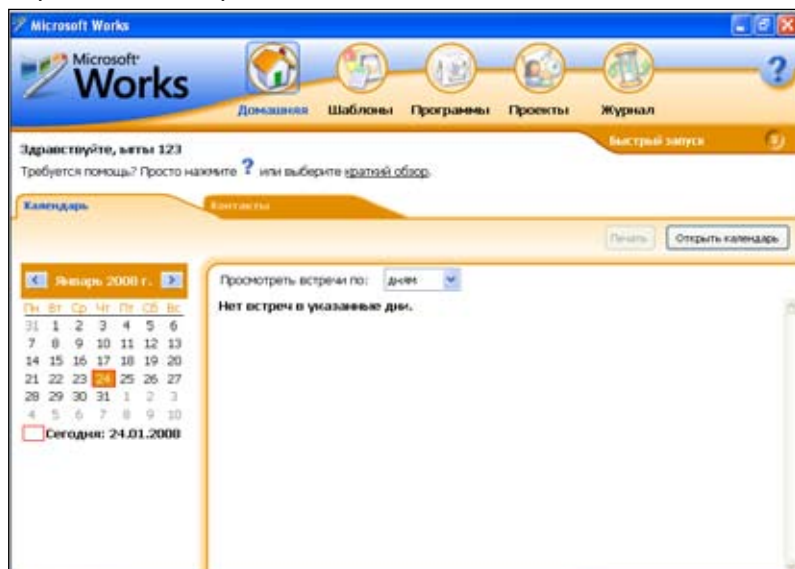 Microsoft Works
Microsoft
Works
Домашняя Шаблоны Программы Проекты Журнал
?
Быстрый запуск
Здравствуйте, ыяты 123
Требуется помощь? Просто нажмите ? или выберите краткий обзор.
Календарь Контакты
Печать Открыть календарь
Январь 2008 г.
Просмотреть встречи по: дням
Нет встреч в указанные дни.
Пн Вт Ср Чт Пт Сб Вс
31 1 2 3 4 5 6
7 8 9 10 11 12 13
14 15 16 17 18 19 20
21 22 23 24 25 26 27
28 29 30 31 1 2 3
4 5 6 7 8 9 10
Сегодня: 24.01.2008